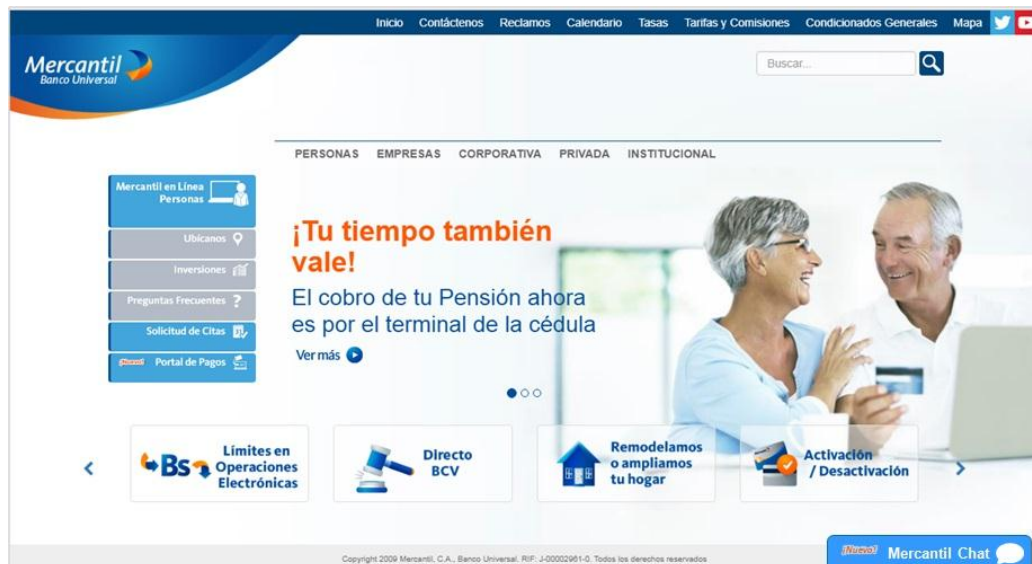 Inicio Contáctenos Reclamos Calendario Tasas Tarifas y Comisiones Condicionados Generales Mapa
Mercantil
Banco Universal
Buscar...
PERSONAS EMPRESAS CORPORATIVA PRIVADA INSTITUCIONAL
Mercantil en Línea
Personas
Ubícanos
Inversiones
Preguntas Frecuentes ?
Solicitud de Citas
¡Nuevo! Portal de Pagos
¡Tu tiempo también
vale!
El cobro de tu Pensión ahora
es por el terminal de la cédula
Ver más
Bs
Límites en
Operaciones
Electrónicas
Directo
BCV
Remodelamos
o ampliamos
tu hogar
Activación
/ Desactivación
Copyright 2009 Mercantil, C.A., Banco Universal. RIF: J-00002961-0. Todos los derechos reservados
¡Nuevo! Mercantil Chat